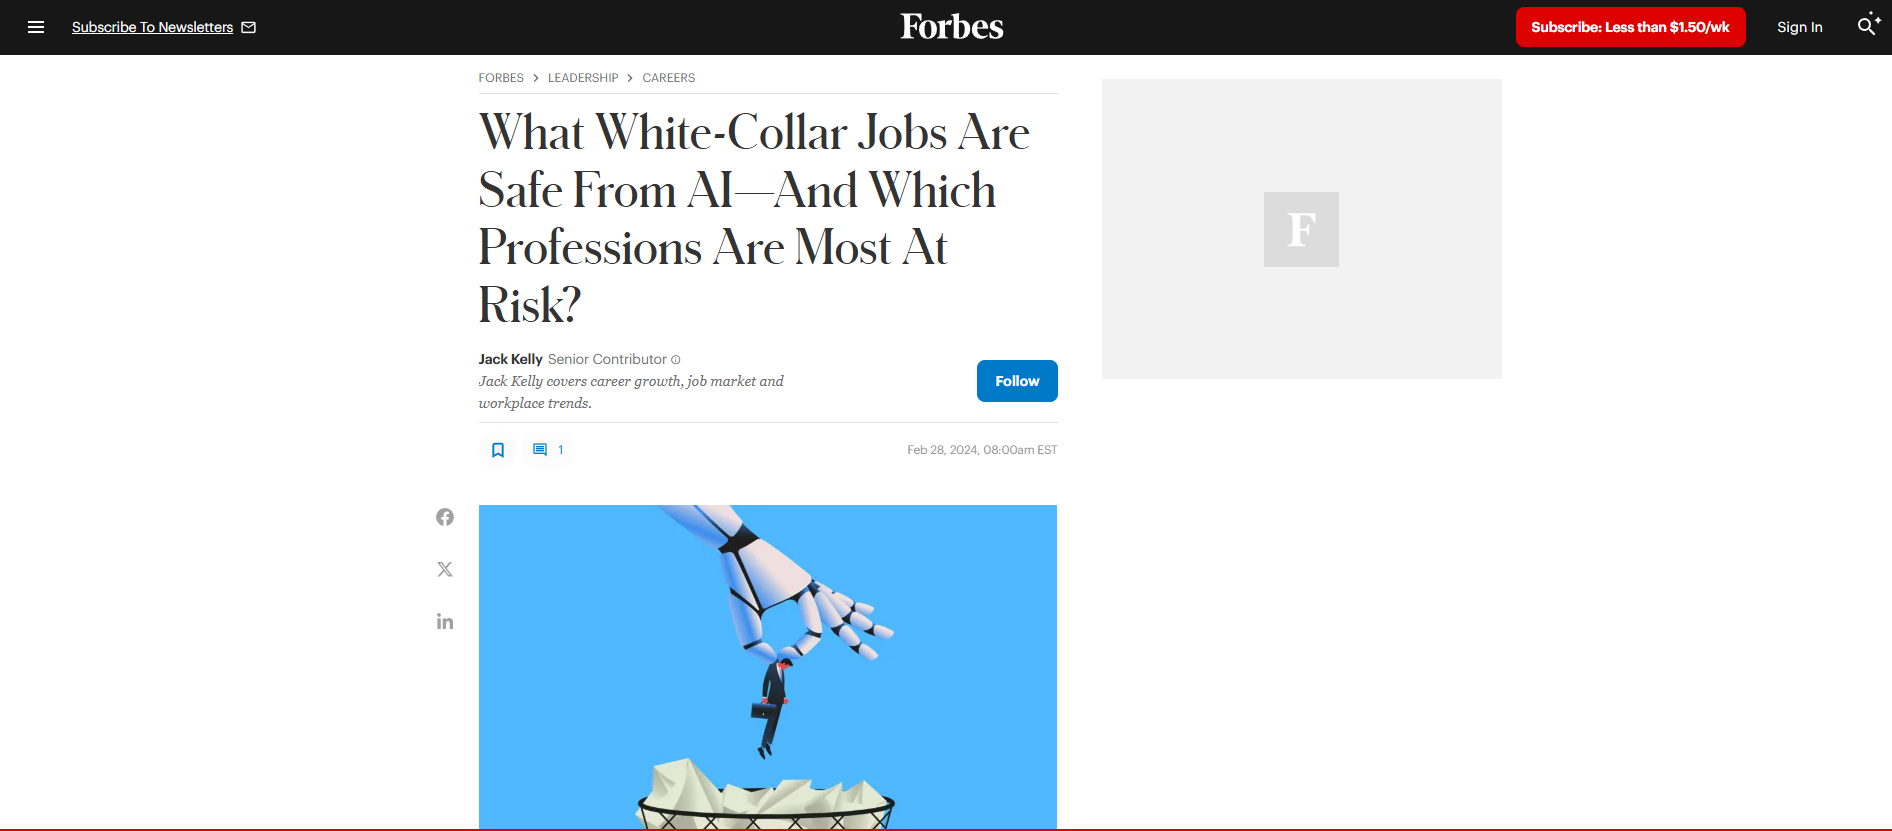 Subscribe To Newsletters
Forbes
Subscribe: Less than $1.50/wk
Sign In
FORBES > LEADERSHIP > CAREERS
What White-Collar Jobs Are
Safe From AI—And Which
Professions Are Most At
Risk?
Jack Kelly Senior Contributor
Jack Kelly covers career growth, job market and
workplace trends.
Follow
1
Feb 28, 2024, 08:00am EST
F